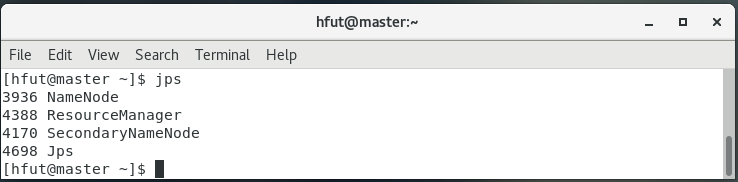 hfut@master:~
File Edit View Search Terminal Help
[hfut@master ~]$ jps
3936 NameNode
4388 ResourceManager
4170 SecondaryNameNode
4698 Jps
[hfut@master ~]$